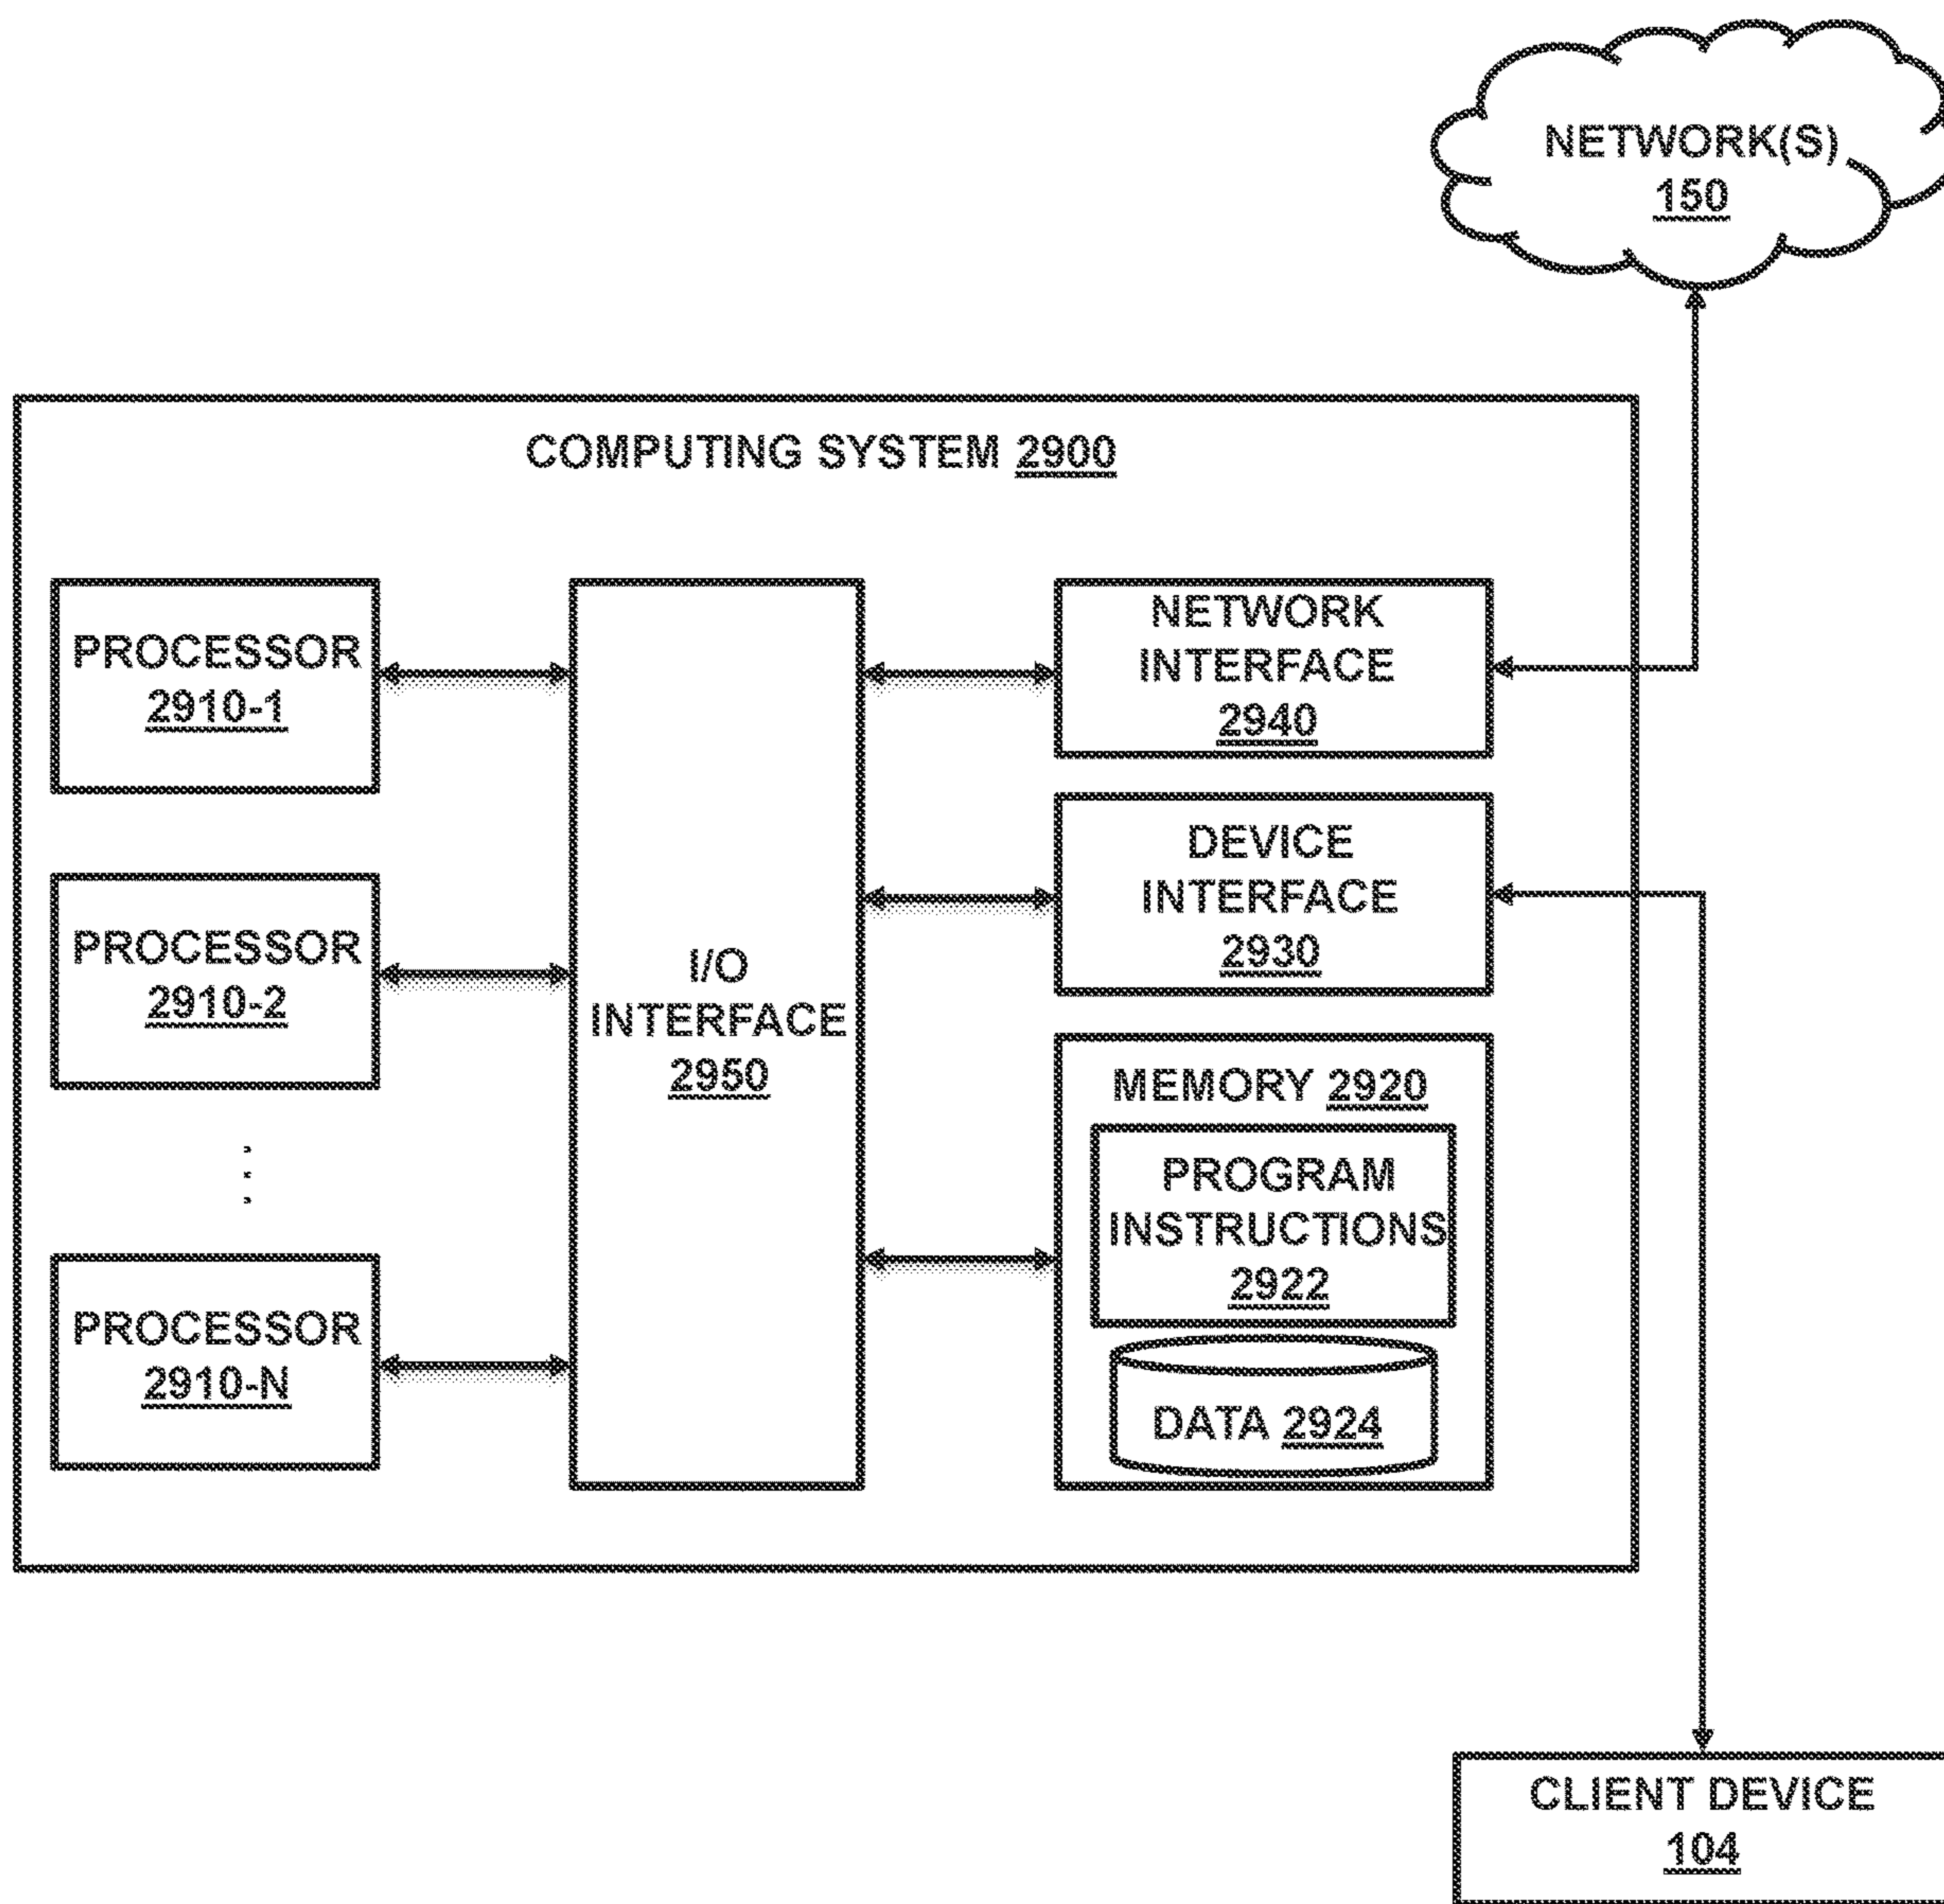 NETWORK(S)
150
COMPUTING SYSTEM 2900
PROCESSOR
2910-1
PROCESSOR
2910-2
PROCESSOR
2910-N
I/O
INTERFACE
2950
NETWORK
INTERFACE
2940
DEVICE
INTERFACE
2930
MEMORY 2920
PROGRAM
INSTRUCTIONS
2922
DATA 2924
CLIENT DEVICE
104